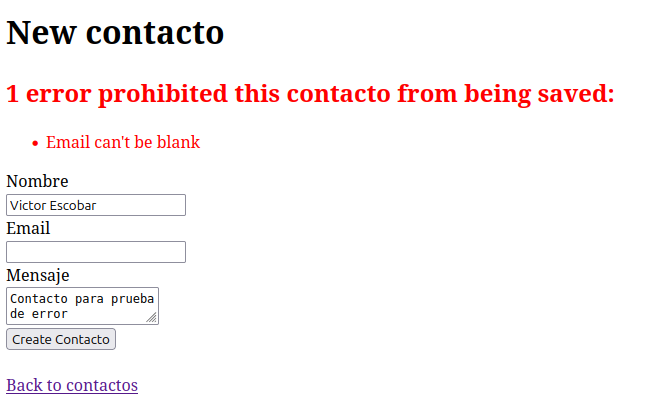 New contacto
1 error prohibited this contacto from being saved:
Email can't be blank
Nombre
Victor Escobar
Email
Mensaje
Contacto para prueba
de error
Create Contacto
Back to contactos